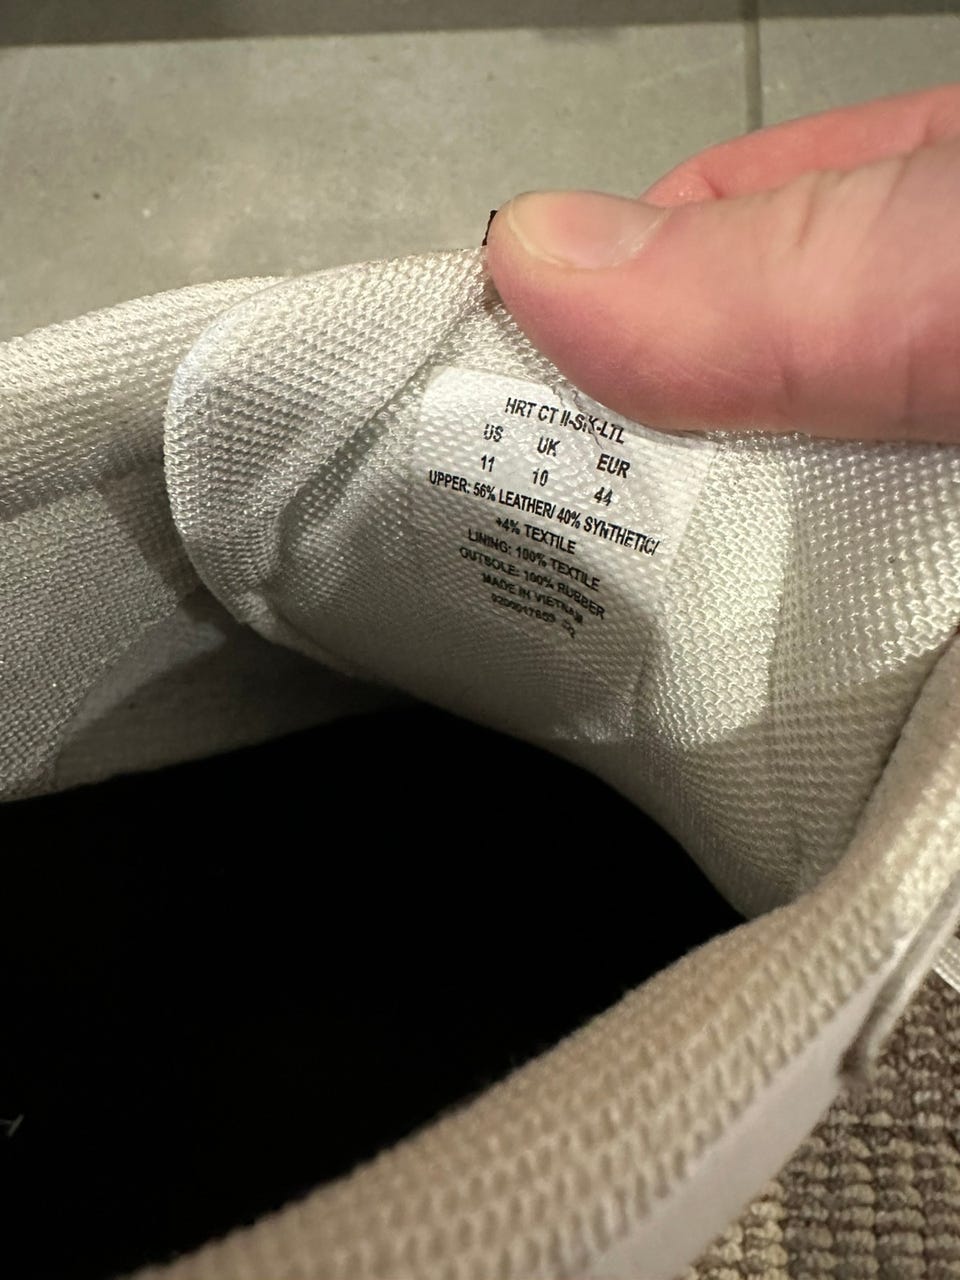 HRT CT II-SIK-LTL
US UK EUR
11 10 44
UPPER: 56% LEATHER/ 40% SYNTHETIC/
+4% TEXTILE
LINING: 100% TEXTILE
OUTSOLE: 100% RUBBER
MADE IN VIETNAM